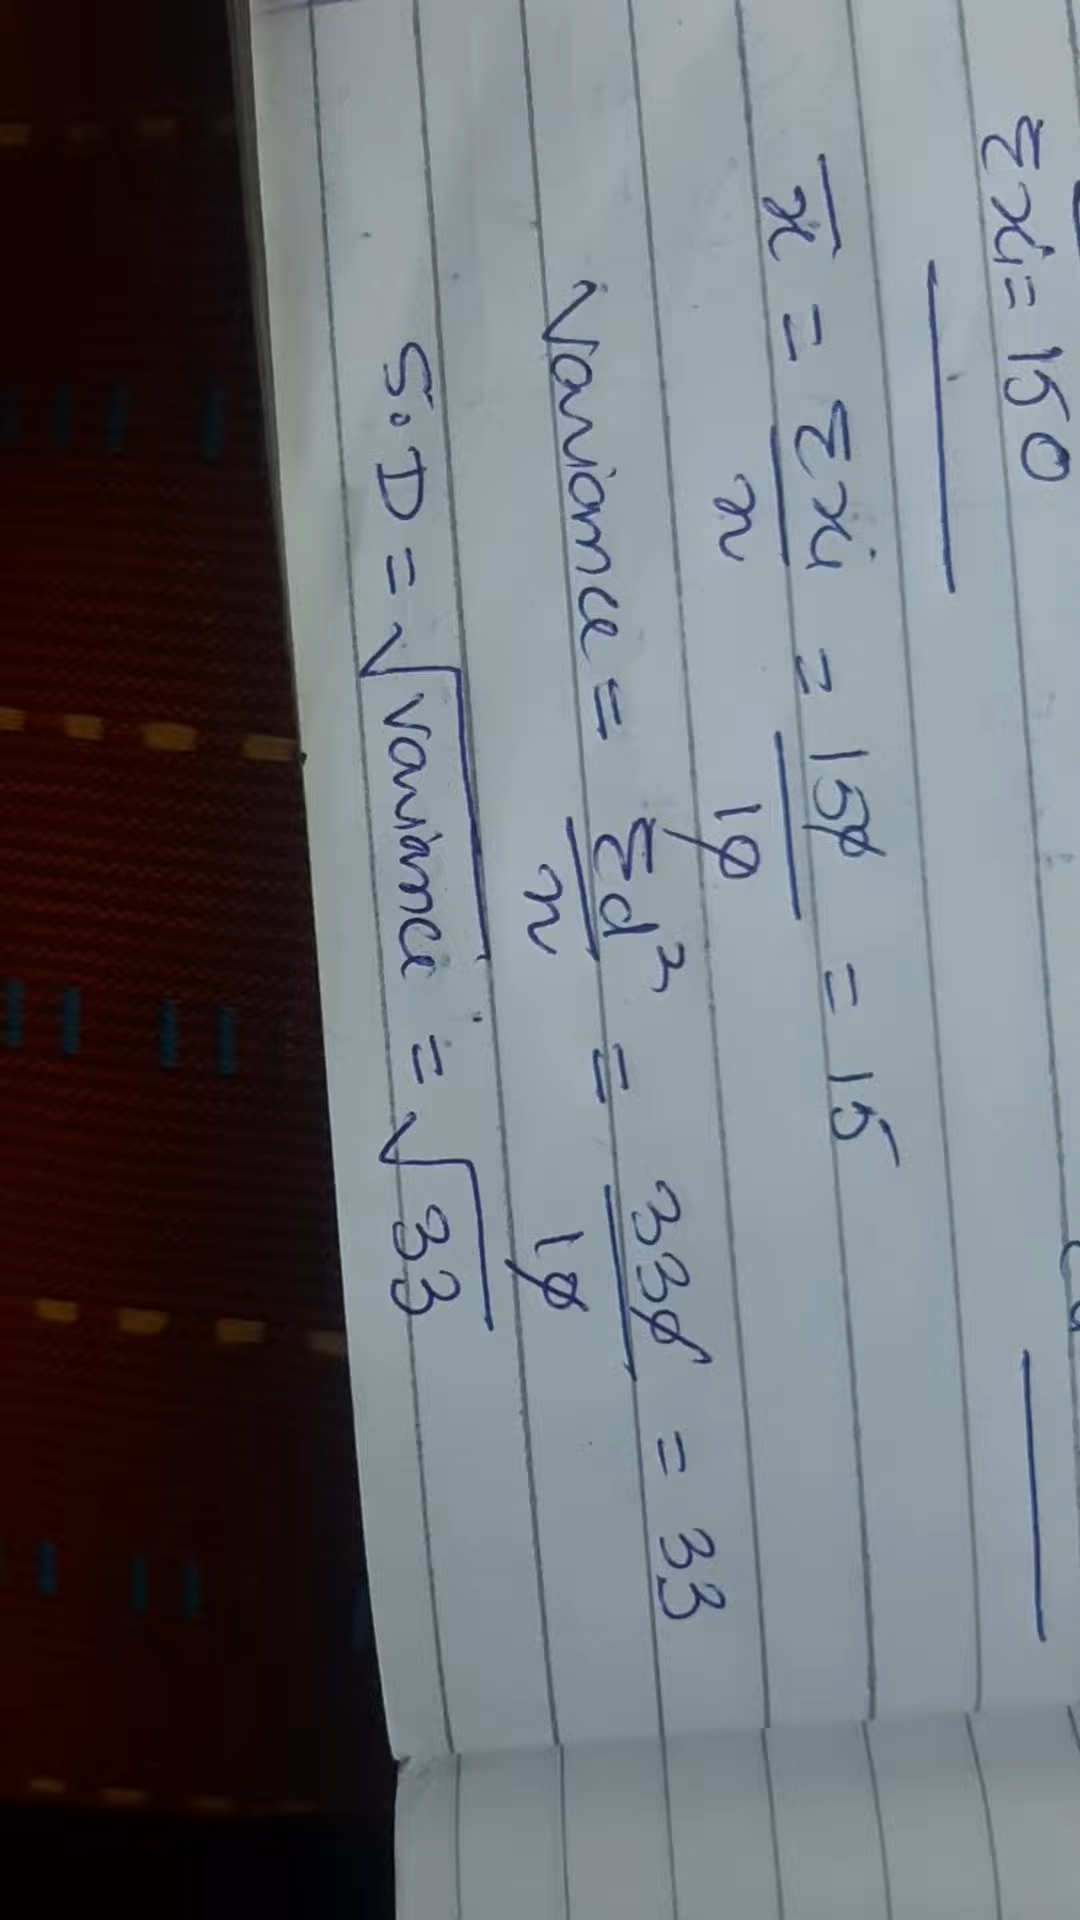 Σxi = 150
x̄ = Σxi/n = 150/10 = 15
Variance = Σd²/n = 330/10 = 33
S.D = √Variance = √33